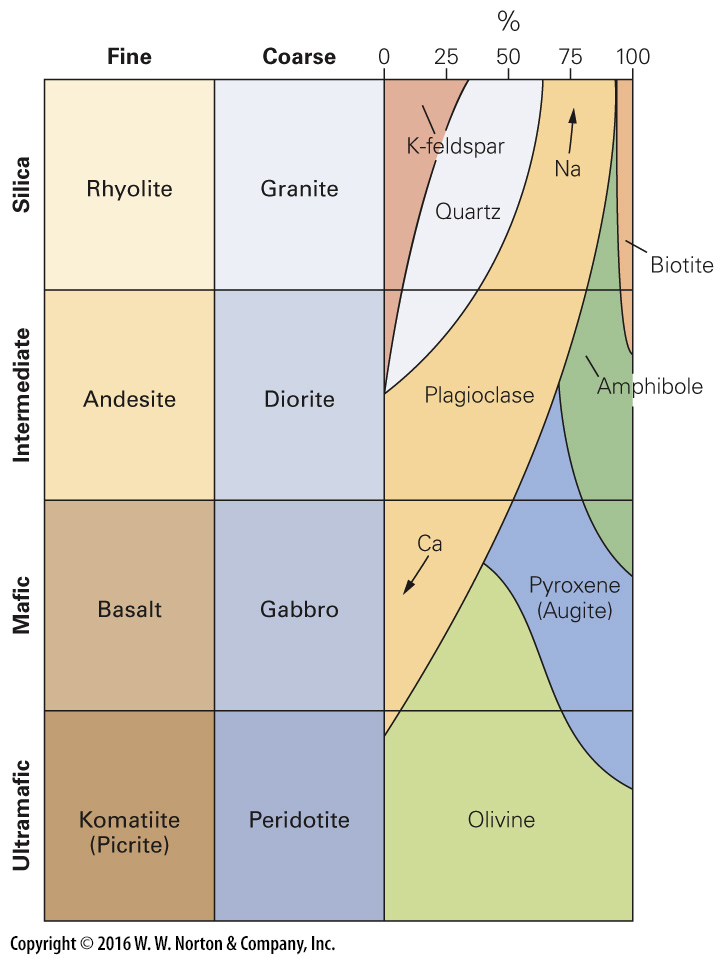 %
Fine Coarse 0 25 50 75 100
Silica
Rhyolite Granite
K-feldspar
Na
Quartz
Biotite
Intermediate
Andesite Diorite
Plagioclase
Amphibole
Mafic
Basalt Gabbro
Ca
Pyroxene
(Augite)
Ultramafic
Komatiite
(Picrite)
Peridotite
Olivine
Copyright © 2016 W. W. Norton & Company, Inc.